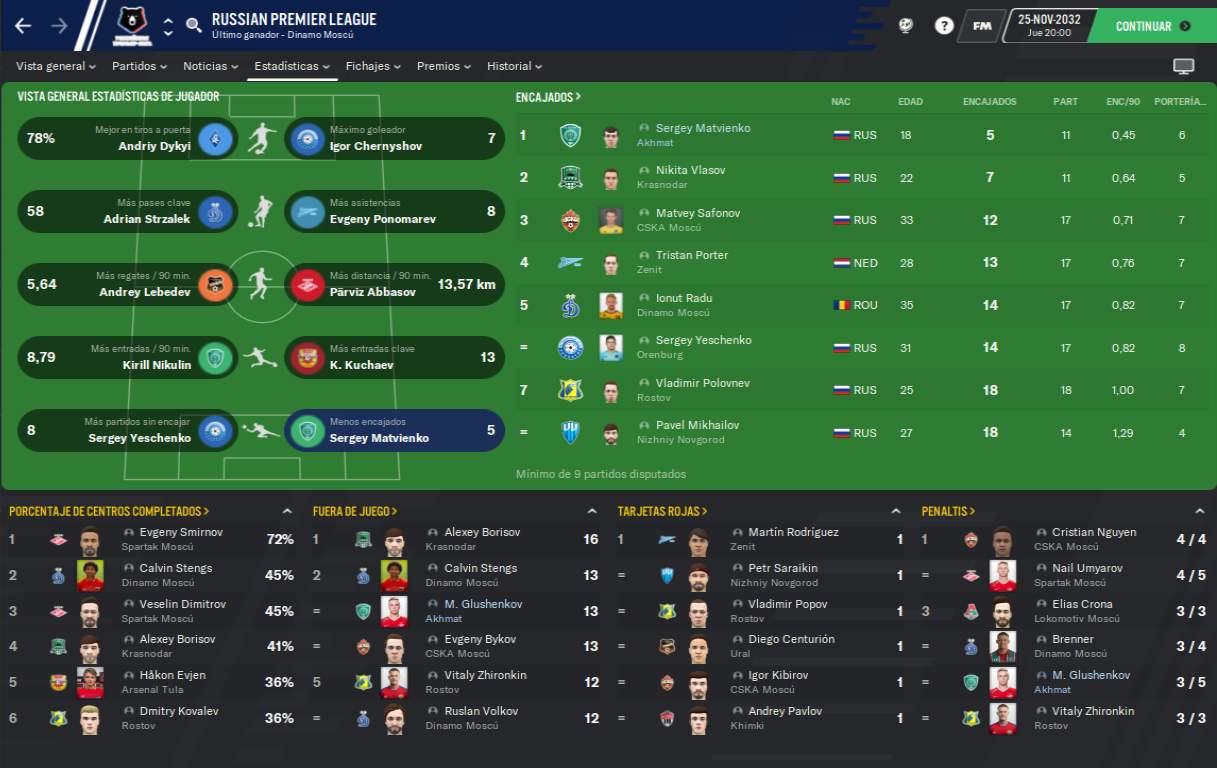 RUSSIAN PREMIER LEAGUE
Último ganador - Dinamo Moscú
?
FM
25-NOV-2032
Jue 20:00
CONTINUAR
Vista general
Partidos
Noticias
Estadísticas
Fichajes
Premios
Historial
VISTA GENERAL ESTADÍSTICAS DE JUGADOR
78%
Mejor en tiros a puerta
Andriy Dykyi
Máximo goleador
Igor Chernyshov
7
58
Más pases clave
Adrian Strzalek
Más asistencias
Evgeny Ponomarev
8
5,64
Más regates / 90 min.
Andrey Lebedev
Más distancia / 90 min.
Pärviz Abbasov
13,57 km
8,79
Más entradas / 90 min.
Kirill Nikulin
Más entradas clave
K. Kuchaev
13
8
Más partidos sin encajar
Sergey Yeschenko
Menos encajados
Sergey Matvienko
5
ENCAJADOS >
NAC EDAD ENCAJADOS PART ENC/90 PORTERÍA...
1 Sergey Matvienko RUS 18 5 11 0,45 6
Akhmat
2 Nikita Vlasov RUS 22 7 11 0,64 5
Krasnodar
3 Matvey Safonov RUS 33 12 17 0,71 7
CSKA Moscú
4 Tristan Porter NED 28 13 17 0,76 7
Zenit
5 Ionut Radu ROU 35 14 17 0,82 7
Dinamo Moscú
= Sergey Yeschenko RUS 31 14 17 0,82 8
Orenburg
7 Vladimir Polovnev RUS 25 18 18 1,00 7
Rostov
= Pavel Mikhailov RUS 27 18 14 1,29 4
Nizhniy Novgorod
Mínimo de 9 partidos disputados
PORCENTAJE DE CENTROS COMPLETADOS >
1 Evgeny Smirnov 72%
Spartak Moscú
2 Calvin Stengs 45%
Dinamo Moscú
3 Veselin Dimitrov 45%
Spartak Moscú
4 Alexey Borisov 41%
Krasnodar
5 Håkon Evjen 36%
Arsenal Tula
6 Dmitry Kovalev 36%
Rostov
FUERA DE JUEGO >
1 Alexey Borisov 16
Krasnodar
2 Calvin Stengs 13
Dinamo Moscú
= M. Glushenkov 13
Akhmat
= Evgeny Bykov 13
CSKA Moscú
5 Vitaly Zhironkin 12
Rostov
= Ruslan Volkov 12
Dinamo Moscú
TARJETAS ROJAS >
1 Martín Rodríguez 1
Zenit
= Petr Saraikin 1
Nizhniy Novgorod
= Vladimir Popov 1
Rostov
= Diego Centurión 1
Ural
= Igor Kibirov 1
CSKA Moscú
= Andrey Pavlov 1
Khimki
PENALTIS >
1 Cristian Nguyen 4 / 4
CSKA Moscú
= Nail Umyarov 4 / 5
Spartak Moscú
3 Elias Crona 3 / 3
Lokomotiv Moscú
= Brenner 3 / 4
Dinamo Moscú
= M. Glushenkov 3 / 5
Akhmat
= Vitaly Zhironkin 3 / 3
Rostov